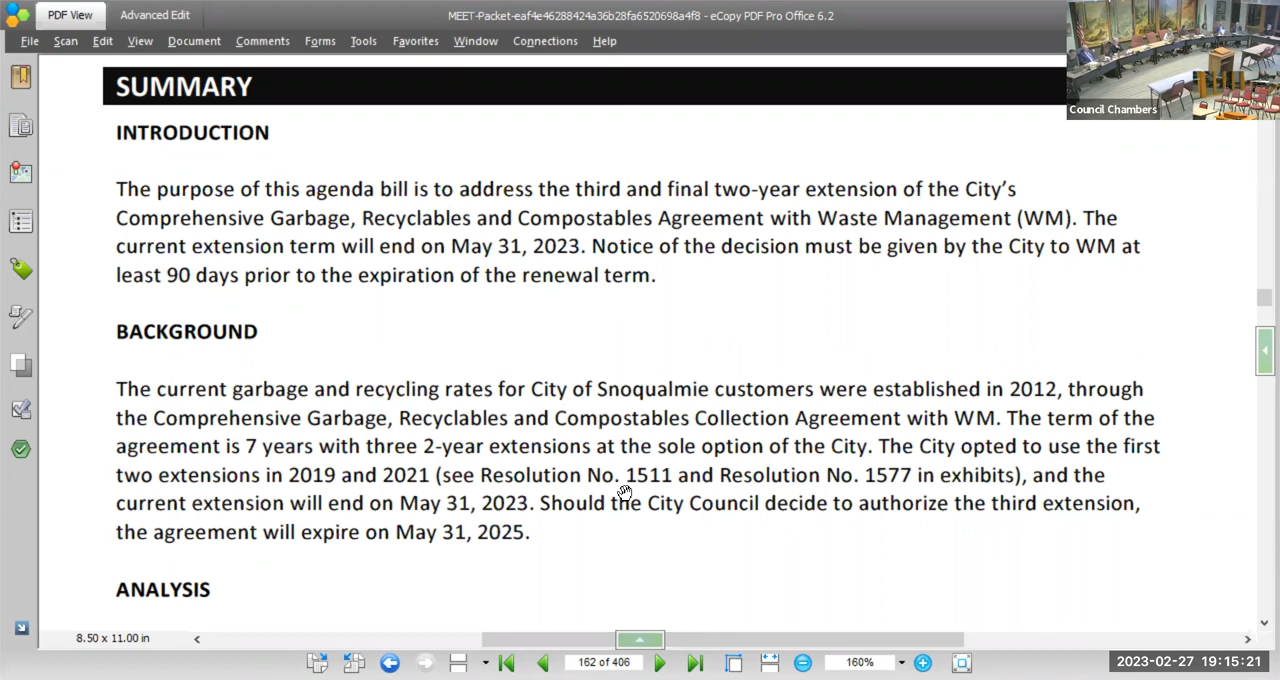 PDF View
Advanced Edit
MEET-Packet-eaf4e46288424a36b28fa6520698a4f8 - eCopy PDF Pro Office 6.2
File Scan Edit View Document Comments Forms Tools Favorites Window Connections Help
Council Chambers
SUMMARY
INTRODUCTION
The purpose of this agenda bill is to address the third and final two-year extension of the City’s
Comprehensive Garbage, Recyclables and Compostables Agreement with Waste Management (WM). The
current extension term will end on May 31, 2023. Notice of the decision must be given by the City to WM at
least 90 days prior to the expiration of the renewal term.
BACKGROUND
The current garbage and recycling rates for City of Snoqualmie customers were established in 2012, through
the Comprehensive Garbage, Recyclables and Compostables Collection Agreement with WM. The term of the
agreement is 7 years with three 2-year extensions at the sole option of the City. The City opted to use the first
two extensions in 2019 and 2021 (see Resolution No. 1511 and Resolution No. 1577 in exhibits), and the
current extension will end on May 31, 2023. Should the City Council decide to authorize the third extension,
the agreement will expire on May 31, 2025.
ANALYSIS
8.50 x 11.00 in
162 of 406
160%
2023-02-27 19:15:21